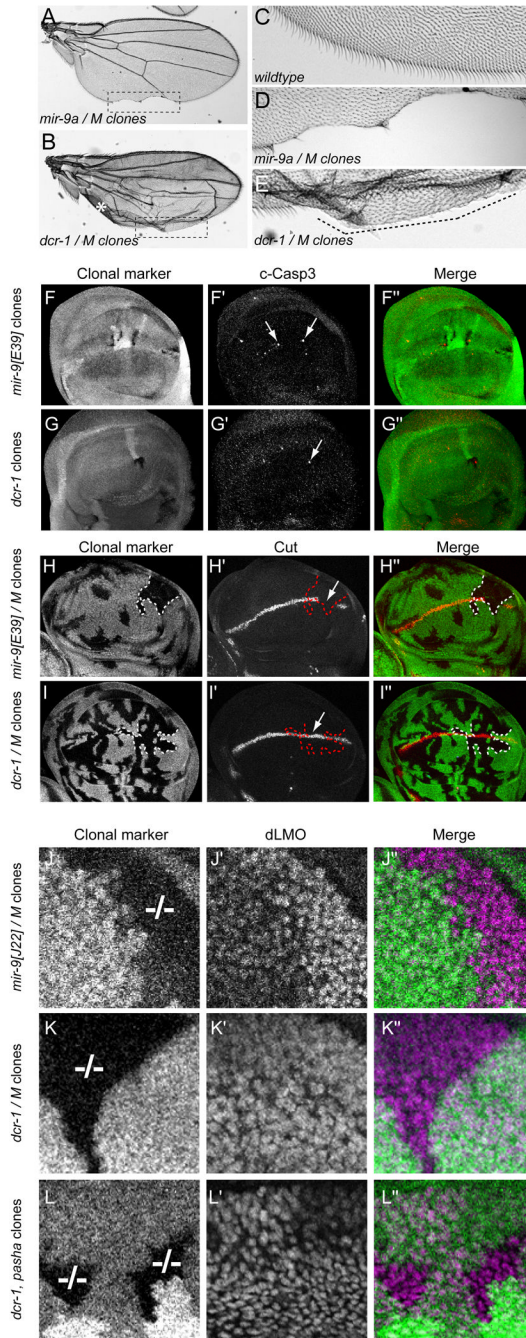 A
mir-9a / M clones
B
*
dcr-1 / M clones
C
wildtype
D
mir-9a / M clones
E
dcr-1 / M clones
Clonal marker
c-Casp3
Merge
mir-9[E39] clones
F
F'
F''
dcr-1 clones
G
G'
G''
Clonal marker
Cut
Merge
mir-9[E39] / M clones
H
H'
H''
dcr-1 / M clones
I
I'
I''
Clonal marker
dLMO
Merge
mir-9[J22] / M clones
J
-/-
J'
J''
dcr-1 / M clones
K
-/-
K'
K''
dcr-1, pasha clones
L
-/-
-/-
L'
L''